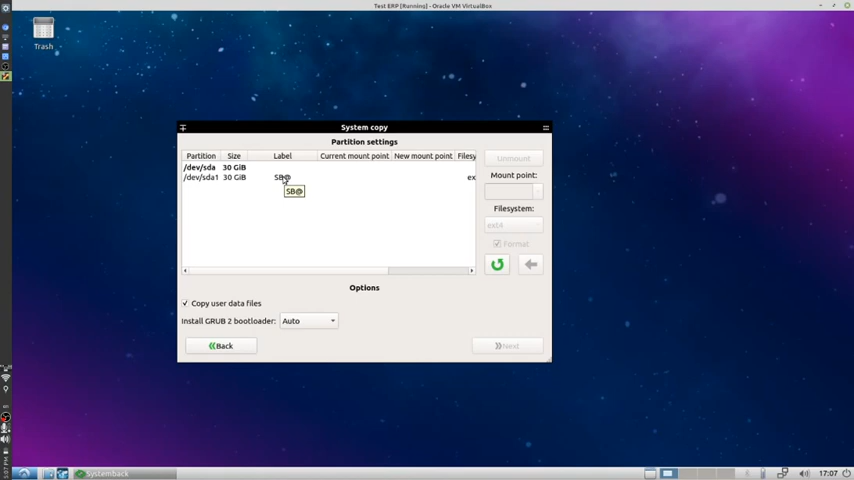 Test ERP [Running] - Oracle VM VirtualBox
Trash
System copy
Partition settings
Partition Size Label Current mount point New mount point Filesy
/dev/sda 30 GiB
/dev/sda1 30 GiB SB@ ex
SB@
Unmount
Mount point:
Filesystem:
ext4
Format
Options
Copy user data files
Install GRUB 2 bootloader: Auto
Back
Next
Systemback
17:07